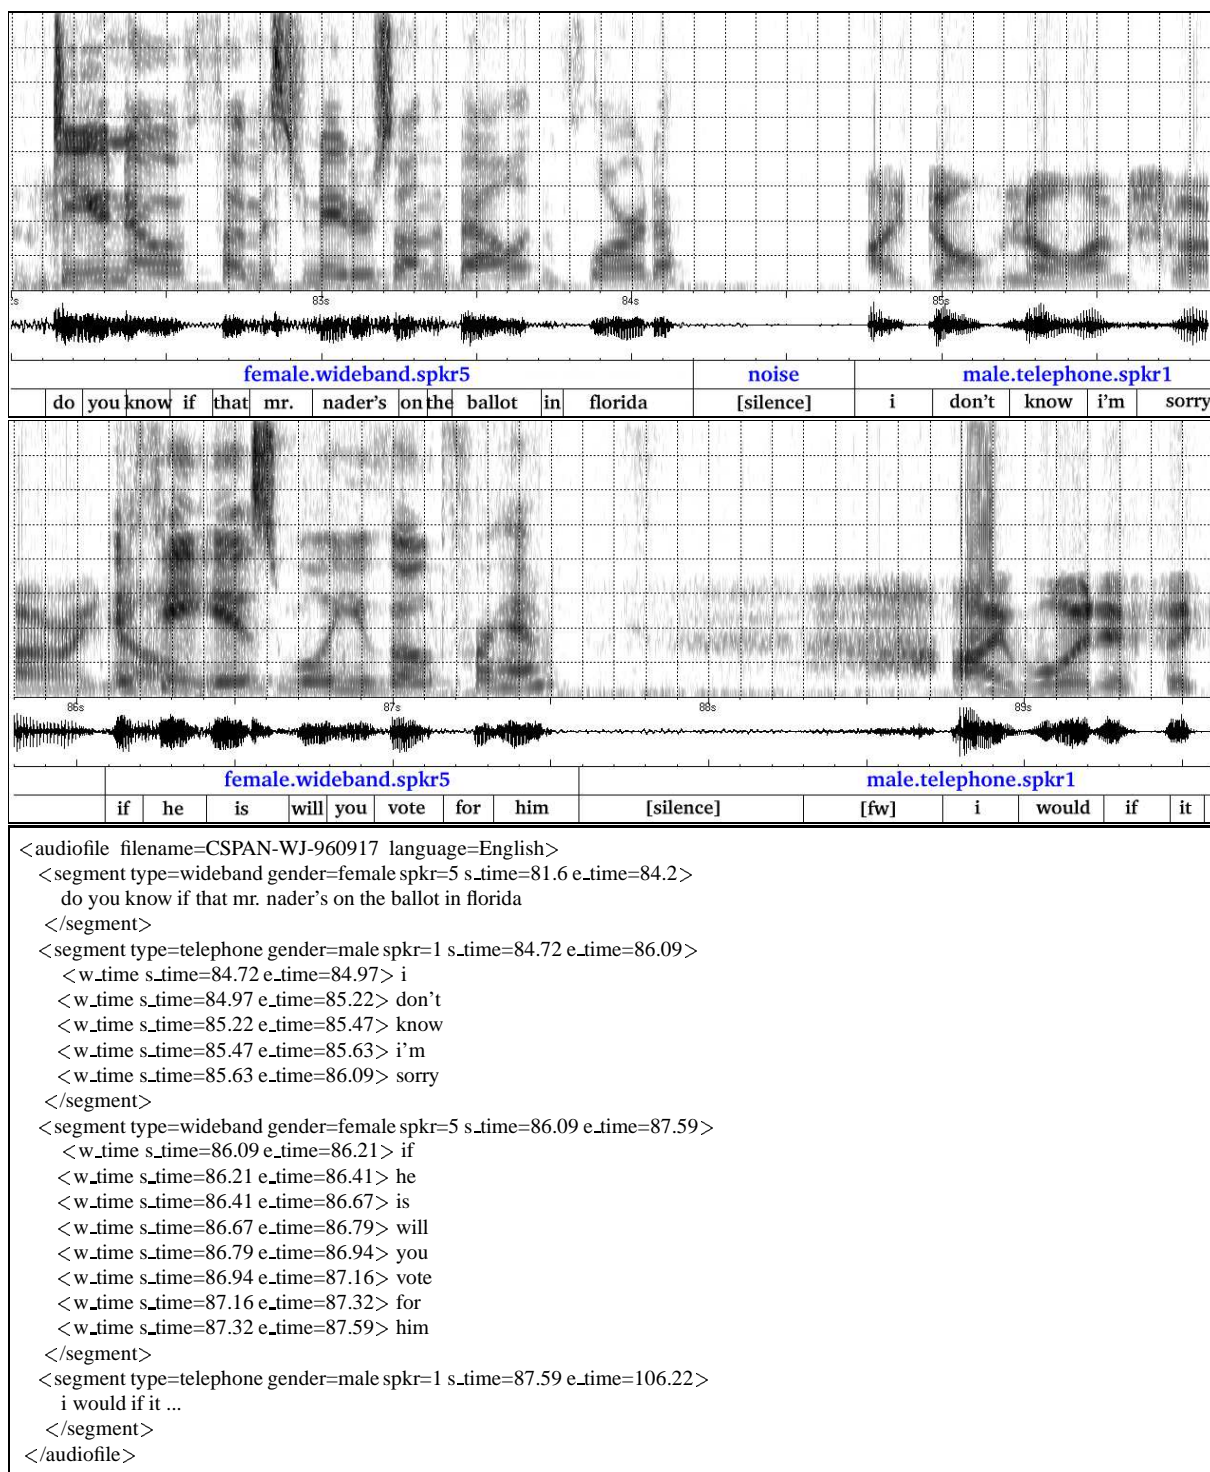 :s 83s 84s 85s
female.wideband.spkr5 noise male.telephone.spkr1
do you know if that mr. nader's on the ballot in florida [silence] i don't know i'm sorry
86s 87s 88s 89s
female.wideband.spkr5 male.telephone.spkr1
if he is will you vote for him [silence] [fw] i would if it
<audiofile filename=CSPAN-WJ-960917 language=English>
<segment type=wideband gender=female spkr=5 s_time=81.6 e_time=84.2>
do you know if that mr. nader's on the ballot in florida
</segment>
<segment type=telephone gender=male spkr=1 s_time=84.72 e_time=86.09>
<w_time s_time=84.72 e_time=84.97> i
<w_time s_time=84.97 e_time=85.22> don't
<w_time s_time=85.22 e_time=85.47> know
<w_time s_time=85.47 e_time=85.63> i'm
<w_time s_time=85.63 e_time=86.09> sorry
</segment>
<segment type=wideband gender=female spkr=5 s_time=86.09 e_time=87.59>
<w_time s_time=86.09 e_time=86.21> if
<w_time s_time=86.21 e_time=86.41> he
<w_time s_time=86.41 e_time=86.67> is
<w_time s_time=86.67 e_time=86.79> will
<w_time s_time=86.79 e_time=86.94> you
<w_time s_time=86.94 e_time=87.16> vote
<w_time s_time=87.16 e_time=87.32> for
<w_time s_time=87.32 e_time=87.59> him
</segment>
<segment type=telephone gender=male spkr=1 s_time=87.59 e_time=106.22>
i would if it ...
</segment>
</audiofile>